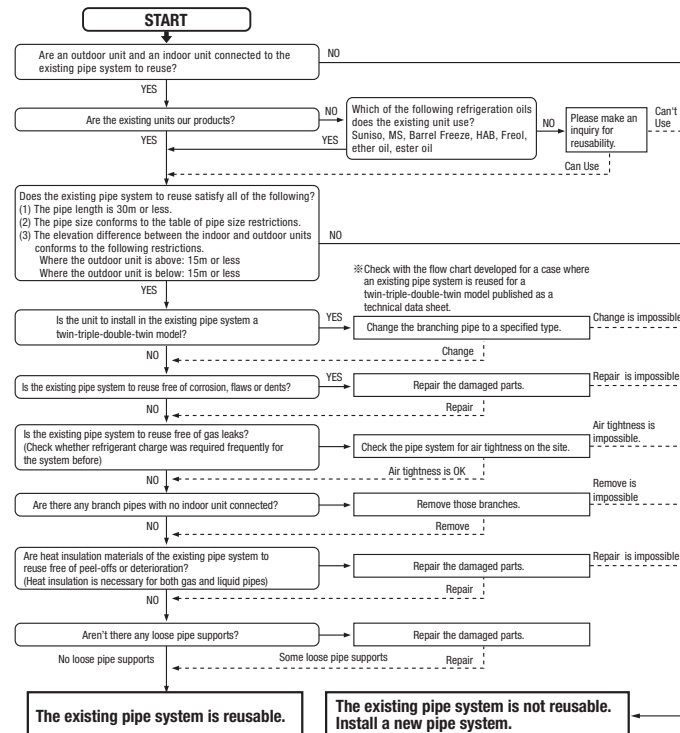 START
Are an outdoor unit and an indoor unit connected to the
existing pipe system to reuse?
NO
YES
Are the existing units our products?
NO
YES
Which of the following refrigeration oils
does the existing unit use?
Suniso, MS, Barrel Freeze, HAB, Freol,
ether oil, ester oil
NO
YES
Please make an
inquiry for
reusability.
Can't
Use
Can Use
Does the existing pipe system to reuse satisfy all of the following?
(1) The pipe length is 30m or less.
(2) The pipe size conforms to the table of pipe size restrictions.
(3) The elevation difference between the indoor and outdoor units
conforms to the following restrictions.
Where the outdoor unit is above: 15m or less
Where the outdoor unit is below: 15m or less
NO
YES
※Check with the flow chart developed for a case where
an existing pipe system is reused for a
twin-triple-double-twin model published as a
technical data sheet.
Is the unit to install in the existing pipe system a
twin-triple-double-twin model?
YES
Change the branching pipe to a specified type.
Change is impossible
Change
NO
Is the existing pipe system to reuse free of corrosion, flaws or dents?
YES
Repair the damaged parts.
Repair is impossible
Repair
NO
Is the existing pipe system to reuse free of gas leaks?
(Check whether refrigerant charge was required frequently for
the system before)
Check the pipe system for air tightness on the site.
Air tightness is
impossible.
Air tightness is OK
NO
Are there any branch pipes with no indoor unit connected?
Remove those branches.
Remove is
impossible
Remove
NO
Are heat insulation materials of the existing pipe system to
reuse free of peel-offs or deterioration?
(Heat insulation is necessary for both gas and liquid pipes)
Repair the damaged parts.
Repair is impossible
Repair
NO
Aren't there any loose pipe supports?
Repair the damaged parts.
No loose pipe supports
Some loose pipe supports
Repair
The existing pipe system is reusable.
The existing pipe system is not reusable.
Install a new pipe system.